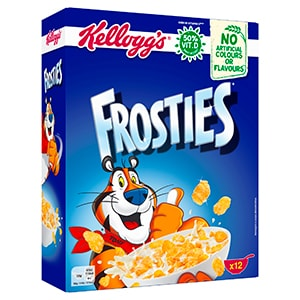 Kellogg's
50%
VIT.D
NO
ARTIFICIAL
COLOURS
OR
FLAVOURS
FROSTIES
x12